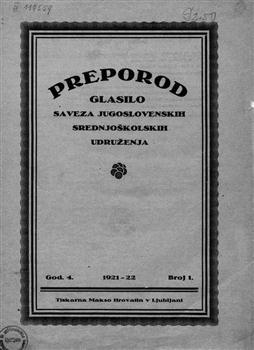 PREPOROD
GLASILO
SAVEZA JUGOSLOVENSKIH
SREDNJOŠKOLSKIH
UDRUŽENJA
God. 4. 1921-22 Broj 1.
Tiskarna Makso Hrovatin v Ljubljani